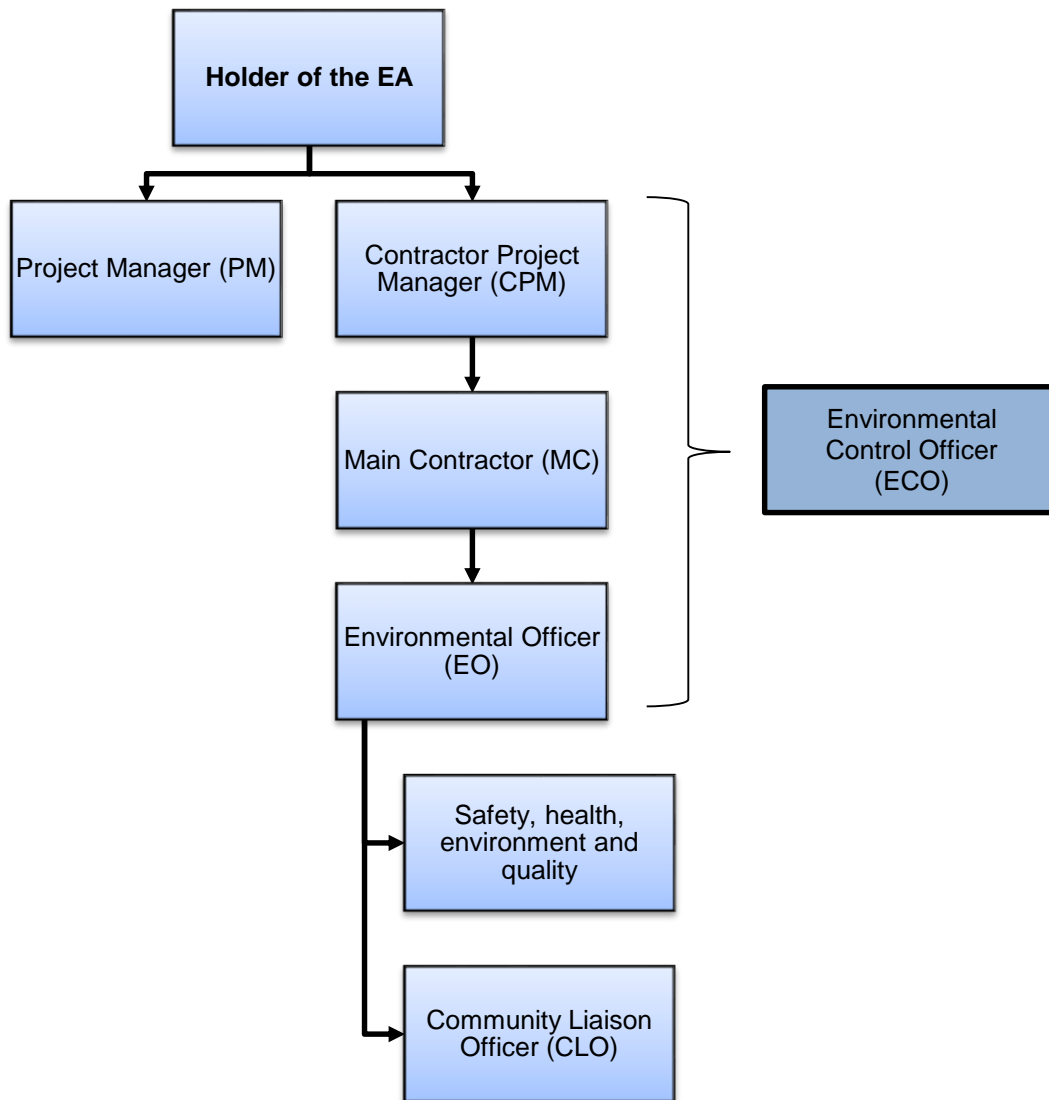 Holder of the EA
Project Manager (PM)
Contractor Project
Manager (CPM)
Main Contractor (MC)
Environmental
Control Officer
(ECO)
Environmental Officer
(EO)
Safety, health,
environment and
quality
Community Liaison
Officer (CLO)